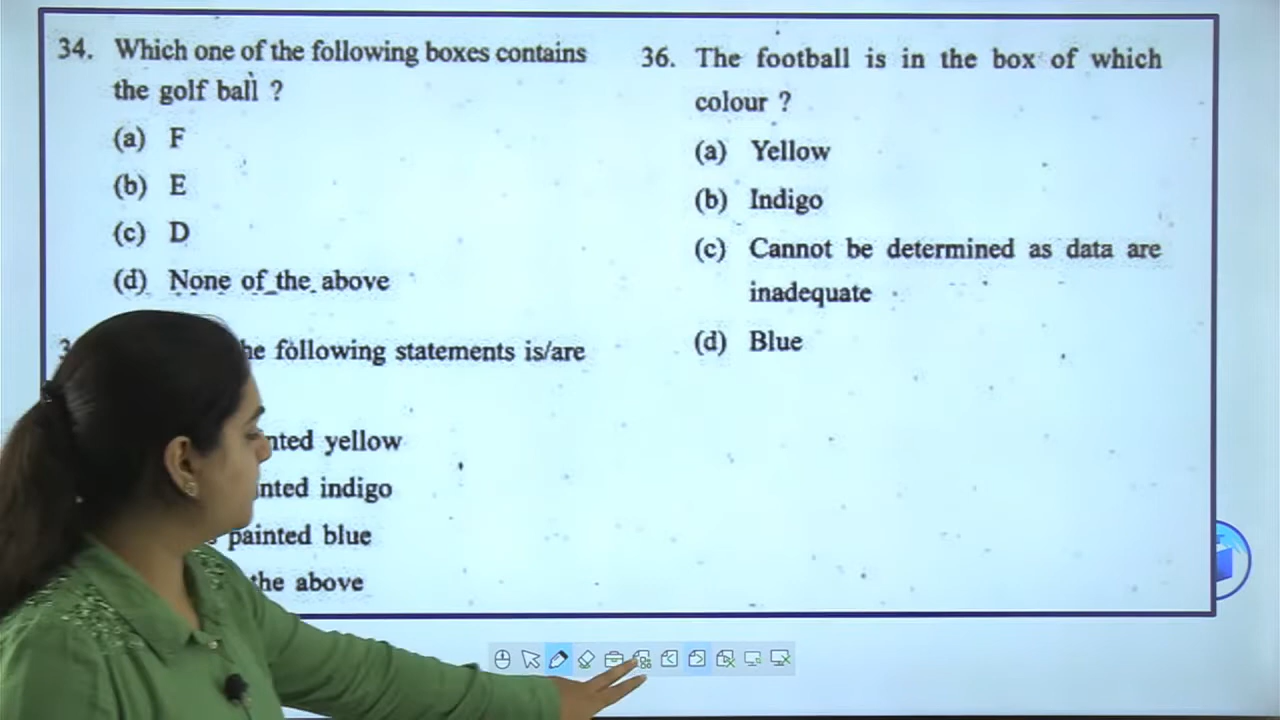 34. Which one of the following boxes contains
the golf ball ?
(a) F
(b) E
(c) D
(d) None of the above
he following statements is/are
nted yellow
nted indigo
painted blue
the above
36. The football is in the box of which
colour ?
(a) Yellow
(b) Indigo
(c) Cannot be determined as data are
inadequate
(d) Blue